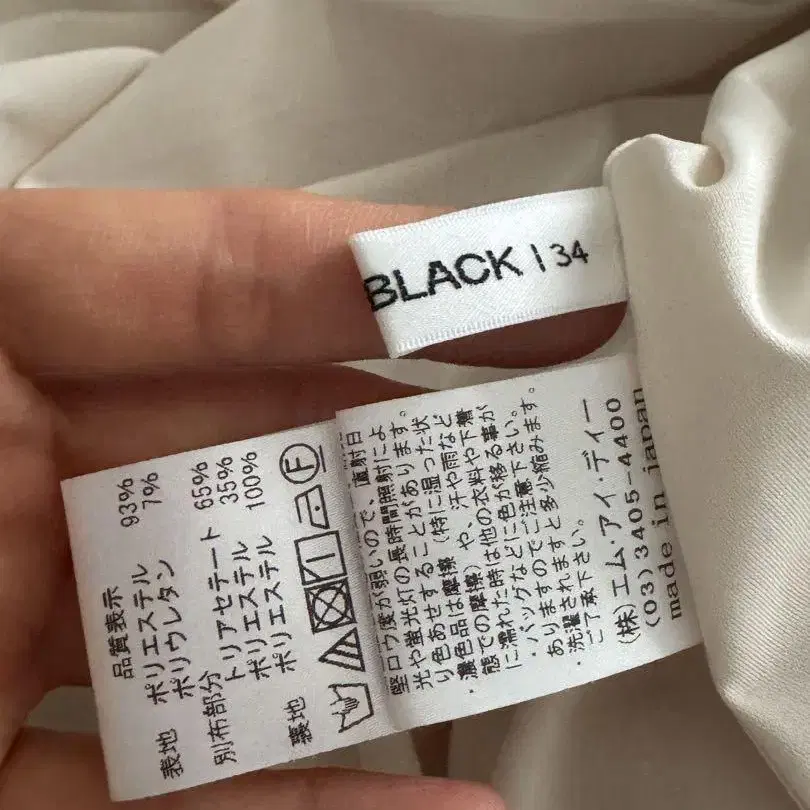 BLACK | 34
品質表示
表地 ポリエステル 93%
ポリウレタン 7%
別布部分
トリアセテート 65%
ポリエステル 35%
裏地 ポリエステル 100%
F
堅ロウ度が弱いので、直射日
光や蛍光灯の長時間照射によ
り色あせすることがあります。
・濃色品は摩擦(特に湿った状
態での摩擦)や、汗や雨など
に濡れた時は他の衣料や下着
・バッグなどに色が移る事が
ありますのでご注意下さい。
・洗濯されますと多少縮みます。
ご了承下さい。
(株)エム・アイ・ディー
(03)3405-4400
made in japan